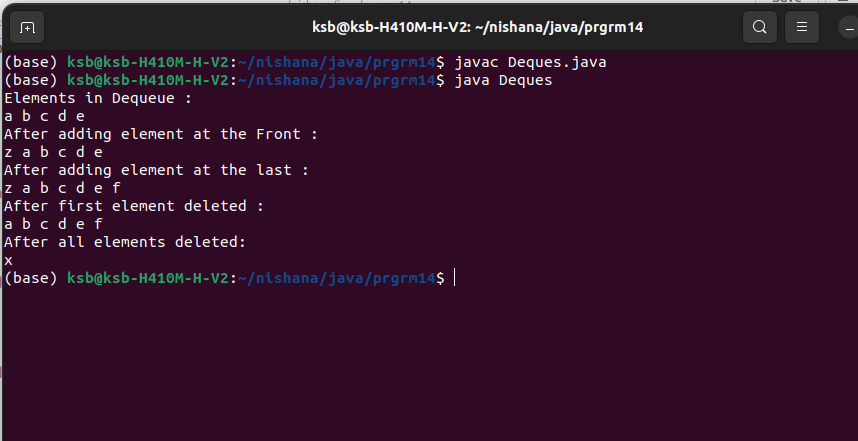 ksb@ksb-H410M-H-V2: ~/nishana/java/prgrm14
(base) ksb@ksb-H410M-H-V2:~/nishana/java/prgrm14$ javac Deques.java
(base) ksb@ksb-H410M-H-V2:~/nishana/java/prgrm14$ java Deques
Elements in Dequeue :
a b c d e
After adding element at the Front :
z a b c d e
After adding element at the last :
z a b c d e f
After first element deleted :
a b c d e f
After all elements deleted:
x
(base) ksb@ksb-H410M-H-V2:~/nishana/java/prgrm14$